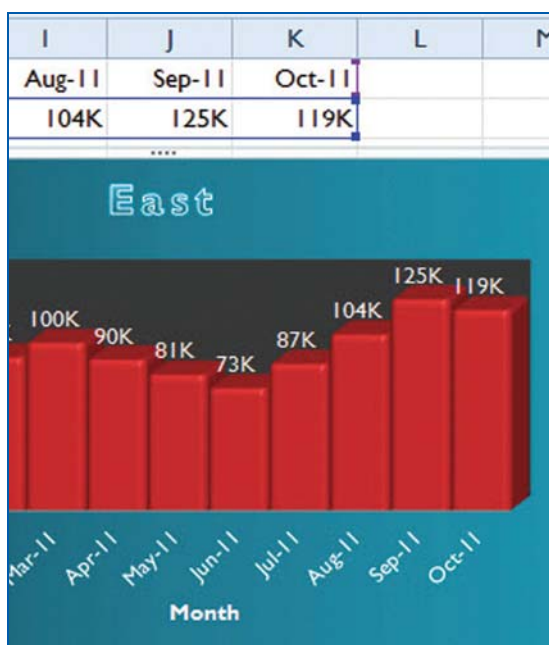 I J K L
Aug-11 Sep-11 Oct-11
104K 125K 119K
East
100K 90K 81K 73K 87K 104K 125K 119K
Mar-11 Apr-11 May-11 Jun-11 Jul-11 Aug-11 Sep-11 Oct-11
Month